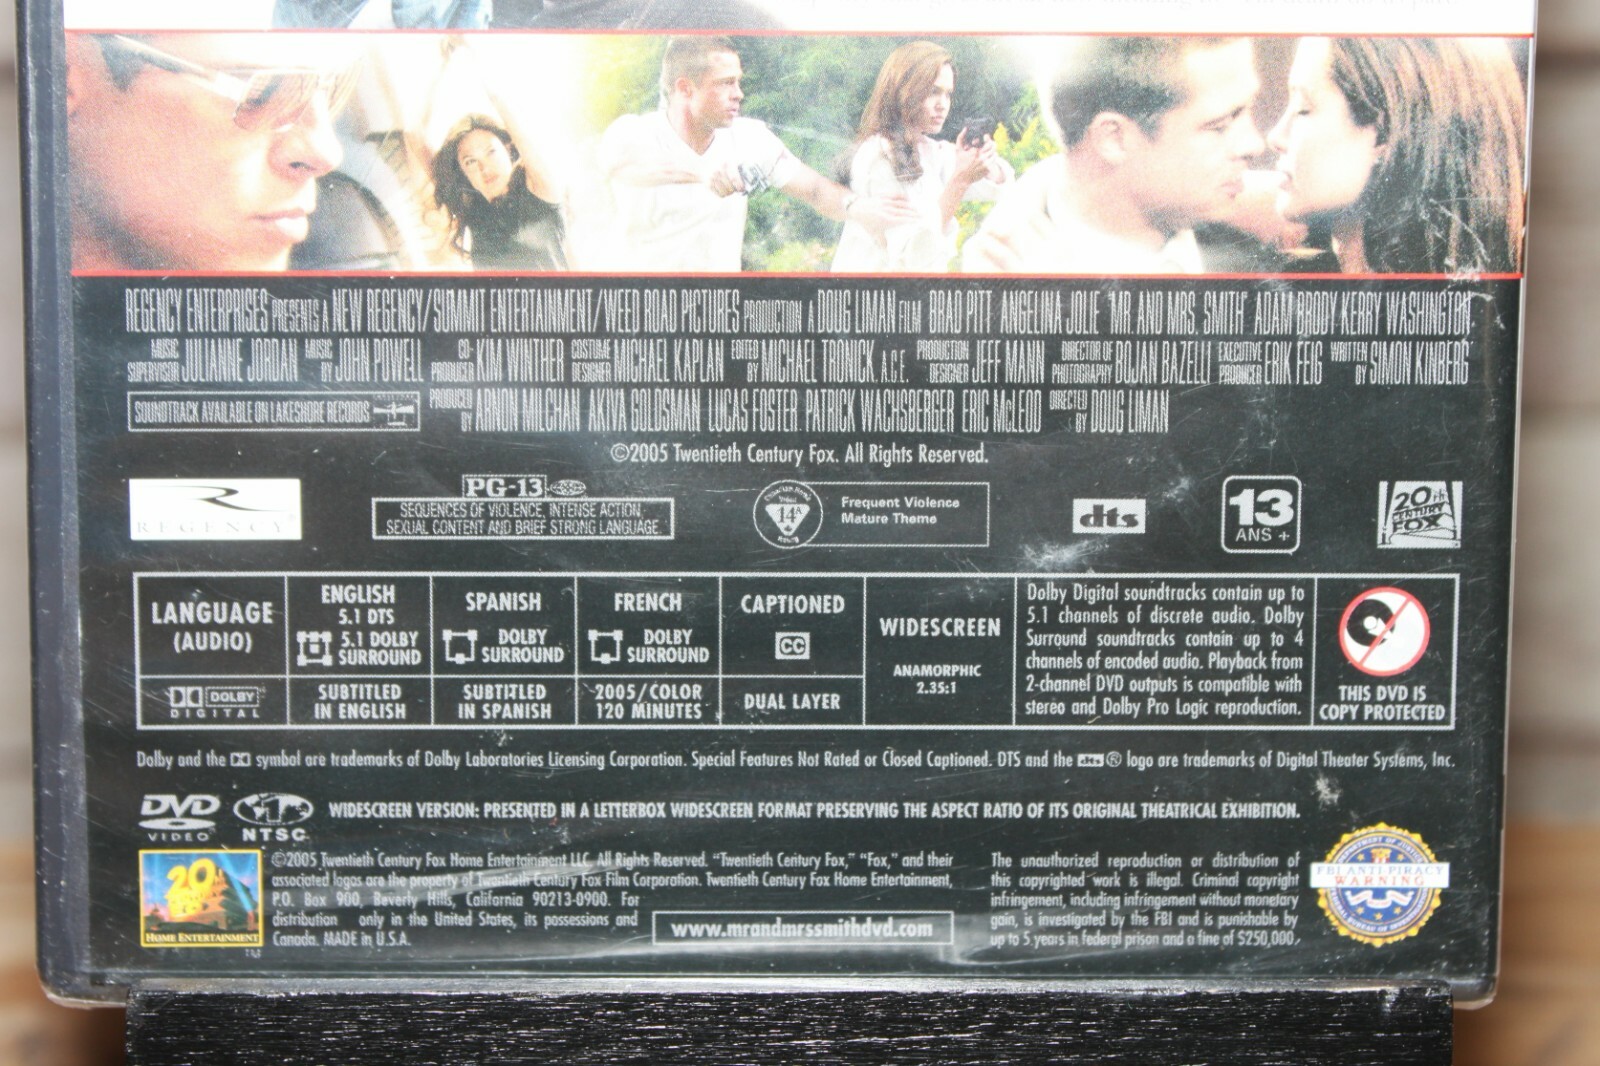 REGENCY ENTERPRISES PRESENTS A NEW REGENCY/SUMMIT ENTERTAINMENT/WEED ROAD PICTURES PRODUCTION A DOUG LIMAN FILM BRAD PITT ANGELINA JOLIE "MR. AND MRS. SMITH" ADAM BRODY KERRY WASHINGTON
MUSIC SUPERVISOR JULIANNE JORDAN MUSIC BY JOHN POWELL CO-PRODUCER KIM WINTHER COSTUME DESIGNER MICHAEL KAPLAN EDITED BY MICHAEL TRONICK, A.C.E. PRODUCTION DESIGNER JEFF MANN DIRECTOR OF PHOTOGRAPHY BOJAN BAZELLI EXECUTIVE PRODUCER ERIK FEIG WRITTEN BY SIMON KINBERG
SOUNDTRACK AVAILABLE ON LAKESHORE RECORDS PRODUCED BY ARNON MILCHAN AKIVA GOLDSMAN LUCAS FOSTER PATRICK WACHSBERGER ERIC McLEOD DIRECTED BY DOUG LIMAN
©2005 Twentieth Century Fox. All Rights Reserved.
REGENCY®
PG-13
SEQUENCES OF VIOLENCE, INTENSE ACTION,
SEXUAL CONTENT AND BRIEF STRONG LANGUAGE.
14A
Frequent Violence
Mature Theme
dts
13
ANS +
20th
CENTURY
FOX
LANGUAGE
(AUDIO)
ENGLISH
5.1 DTS
5.1 DOLBY
SURROUND
SPANISH
DOLBY
SURROUND
FRENCH
DOLBY
SURROUND
CAPTIONED
CC
WIDESCREEN
ANAMORPHIC
2.35:1
Dolby Digital soundtracks contain up to
5.1 channels of discrete audio. Dolby
Surround soundtracks contain up to 4
channels of encoded audio. Playback from
2-channel DVD outputs is compatible with
stereo and Dolby Pro Logic reproduction.
THIS DVD IS
COPY PROTECTED
DOLBY
DIGITAL
SUBTITLED
IN ENGLISH
SUBTITLED
IN SPANISH
2005/COLOR
120 MINUTES
DUAL LAYER
Dolby and the symbol are trademarks of Dolby Laboratories Licensing Corporation. Special Features Not Rated or Closed Captioned. DTS and the dts ® logo are trademarks of Digital Theater Systems, Inc.
DVD
VIDEO
NTSC
WIDESCREEN VERSION: PRESENTED IN A LETTERBOX WIDESCREEN FORMAT PRESERVING THE ASPECT RATIO OF ITS ORIGINAL THEATRICAL EXHIBITION.
20th
HOME ENTERTAINMENT
TM
©2005 Twentieth Century Fox Home Entertainment LLC. All Rights Reserved. "Twentieth Century Fox," "Fox," and their
associated logos are the property of Twentieth Century Fox Film Corporation. Twentieth Century Fox Home Entertainment,
P.O. Box 900, Beverly Hills, California 90213-0900. For
distribution only in the United States, its possessions and
Canada. MADE in U.S.A.
www.mrandmrssmithdvd.com
The unauthorized reproduction or distribution of
this copyrighted work is illegal. Criminal copyright
infringement, including infringement without monetary
gain, is investigated by the FBI and is punishable by
up to 5 years in federal prison and a fine of $250,000.
DEPARTMENT OF JUSTICE
FBI ANTI-PIRACY
WARNING